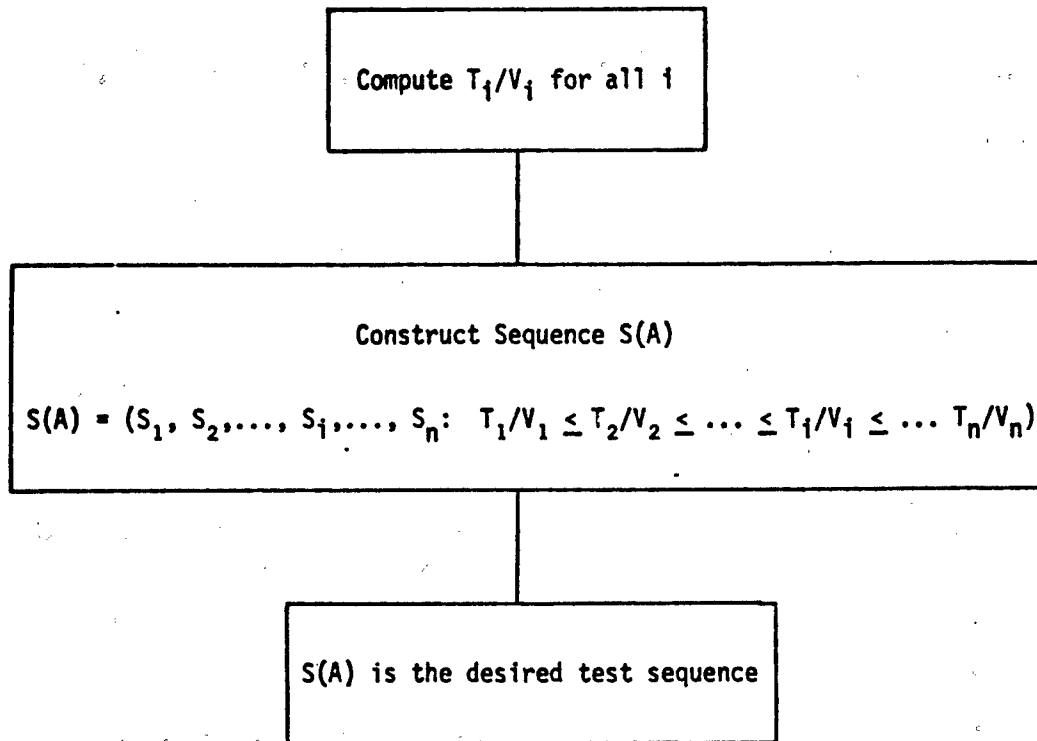 Compute T_i/V_i for all i
Construct Sequence S(A)
S(A) = (S_1, S_2,..., S_i,..., S_n: T_1/V_1 ≤ T_2/V_2 ≤ ... ≤ T_i/V_i ≤ ... T_n/V_n)
S(A) is the desired test sequence